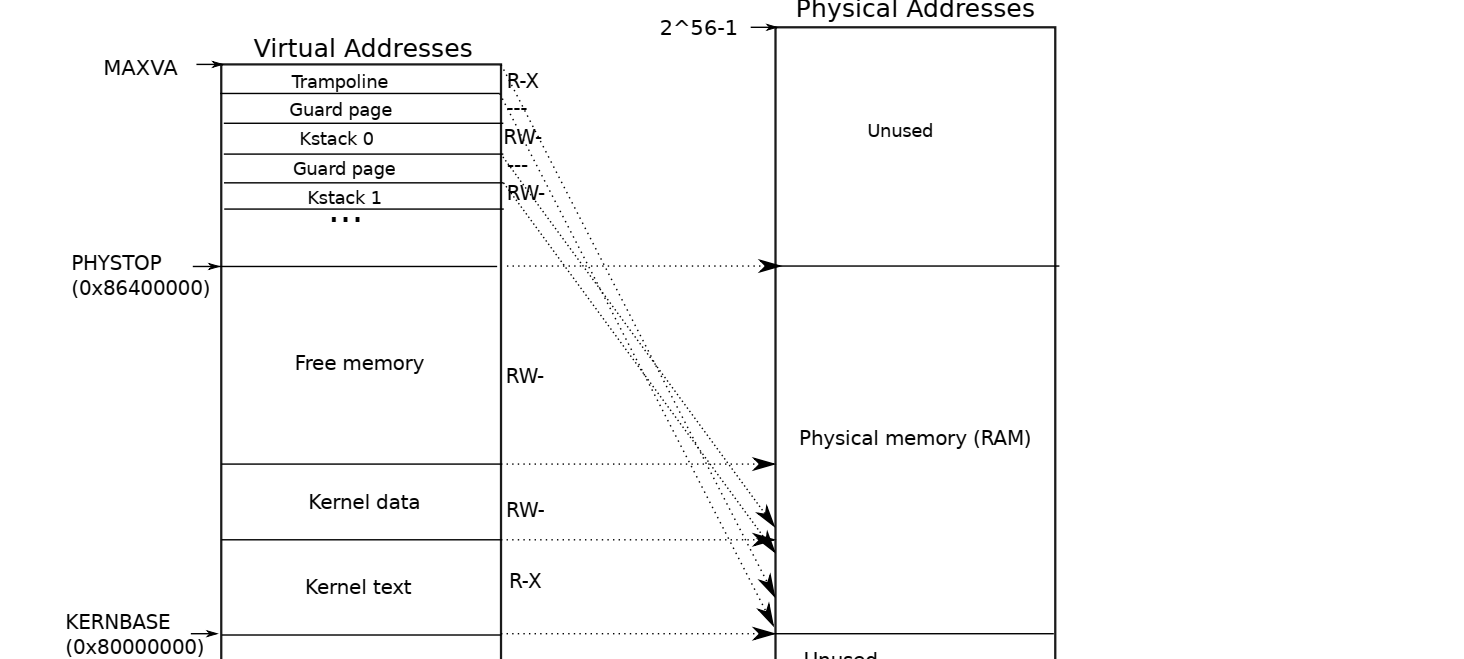 Physical Addresses
2^56-1
Virtual Addresses
MAXVA
Trampoline
R-X
Guard page
---
Kstack 0
RW-
Guard page
---
Kstack 1
RW-
...
Unused
PHYSTOP
(0x86400000)
Free memory
RW-
Physical memory (RAM)
Kernel data
RW-
Kernel text
R-X
KERNBASE
(0x80000000)
Unused